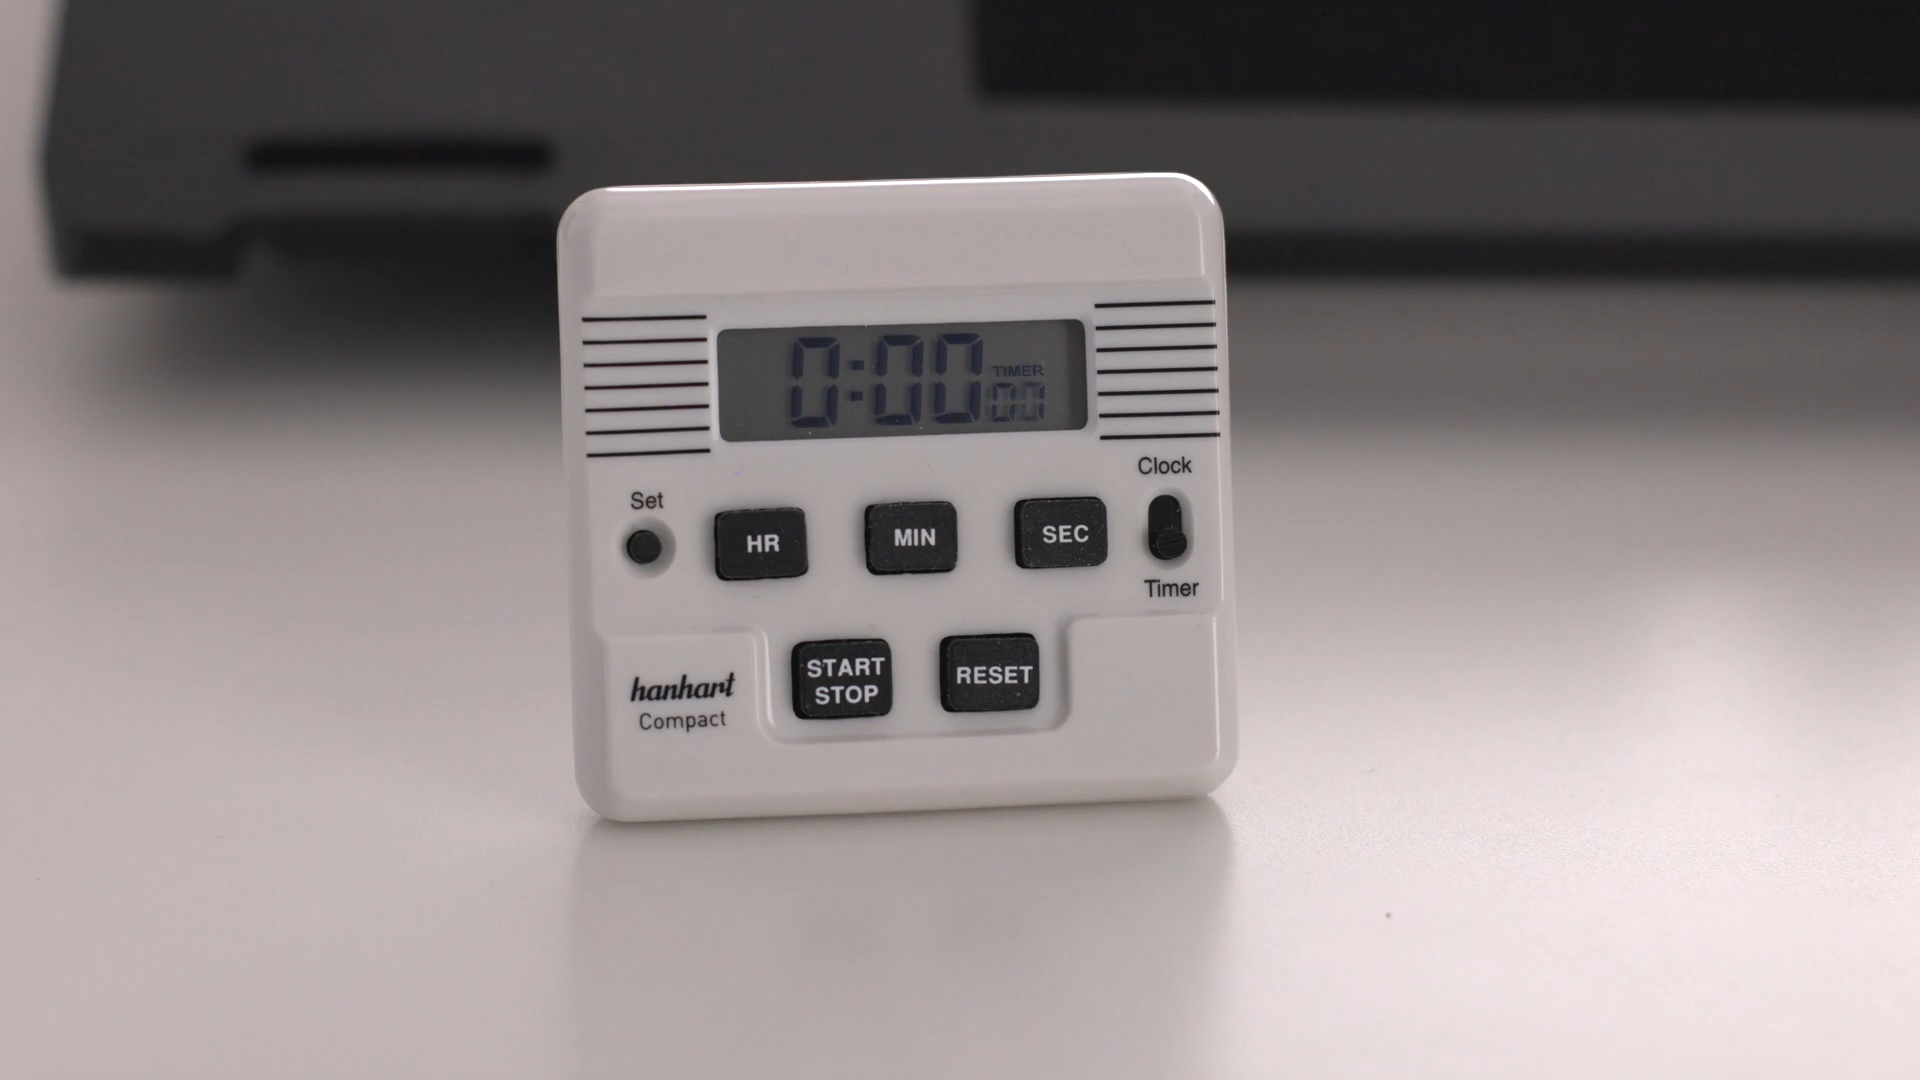 0:00 00
TIMER
Clock
Set
HR
MIN
SEC
Timer
START
STOP
RESET
hanhart
Compact